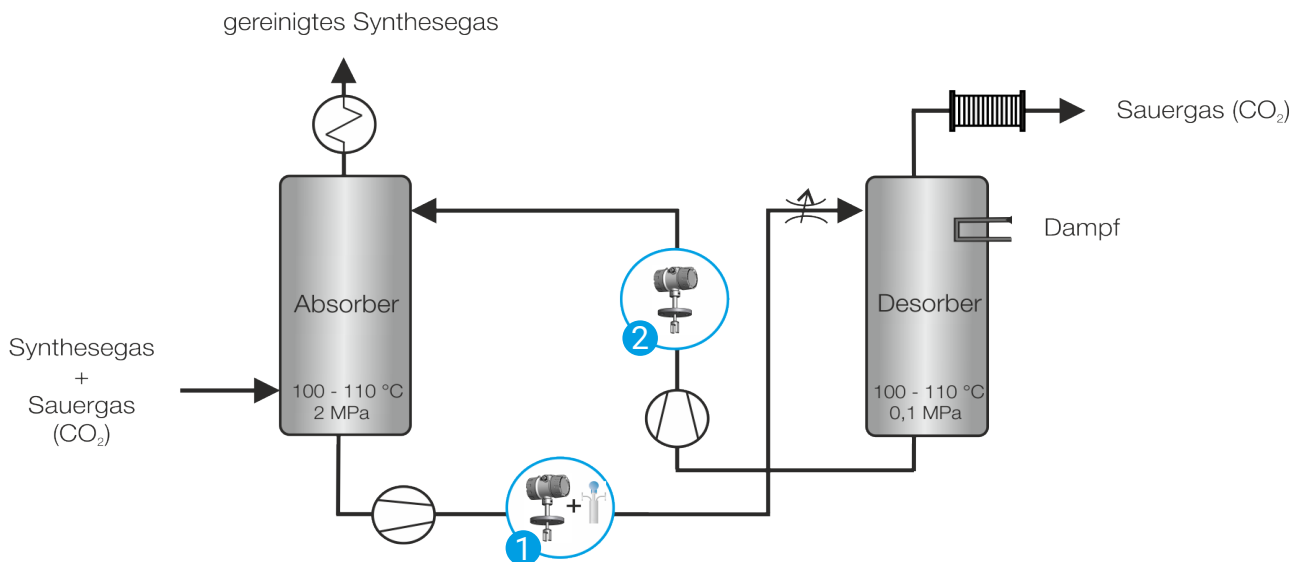 gereinigtes Synthesegas
Sauergas (CO₂)
Dampf
Absorber
Desorber
2
Synthesegas
+
Sauergas
(CO₂)
100 - 110 °C
2 MPa
100 - 110 °C
0,1 MPa
+
1